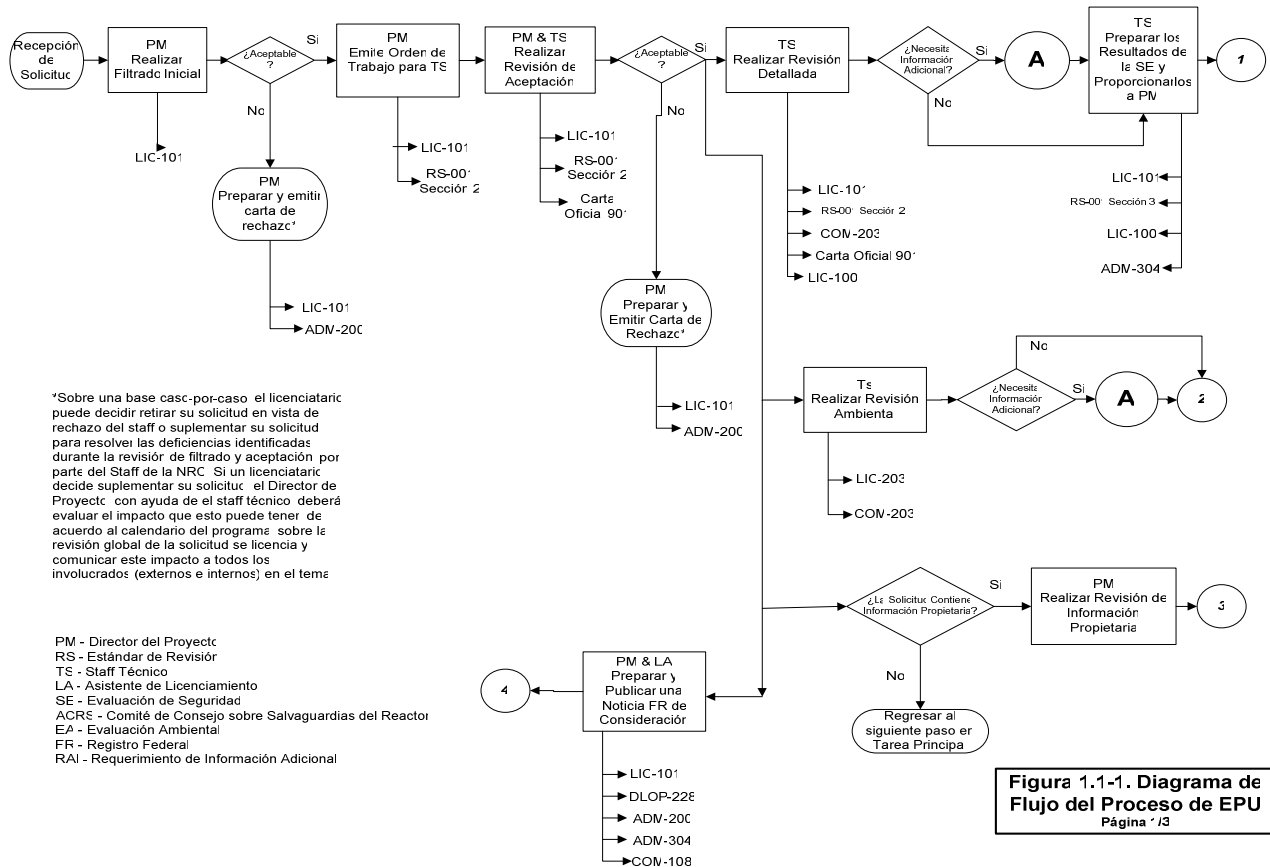 Recepción
de
Solicitud
PM
Realizar
Filtrado Inicial
LIC-101
¿Aceptable
?
Si
No
PM
Preparar y emitir
carta de
rechazo*
LIC-101
ADM-200
PM
Emite Orden de
Trabajo para TS
LIC-101
RS-001
Sección 2
PM & TS
Realizar
Revisión de
Aceptación
LIC-101
RS-001
Sección 2
Carta
Oficial 901
¿Aceptable
?
Si
No
PM
Preparar y
Emitir Carta de
Rechazo*
LIC-101
ADM-200
TS
Realizar Revisión
Detallada
LIC-101
RS-001 Sección 2
COM-203
Carta Oficial 901
LIC-100
¿Necesita
Información
Adicional?
Si
No
A
TS
Preparar los
Resultados de
la SE y
Proporcionarlos
a PM
1
LIC-101
RS-001 Sección 3
LIC-100
ADM-304
Ts
Realizar Revisión
Ambiental
LIC-203
COM-203
¿Necesita
Información
Adicional?
No
Si
A
2
¿La Solicitud Contiene
Información Propietaria?
Si
No
PM
Realizar Revisión de
Información
Propietaria
3
Regresar al
siguiente paso en
Tarea Principal
PM & LA
Preparar y
Publicar una
Noticia FR de
Consideración
4
LIC-101
DLOP-228
ADM-200
ADM-304
COM-108
*Sobre una base caso-por-caso el licenciatario
puede decidir retirar su solicitud en vista de
rechazo del staff o suplementar su solicitud
para resolver las deficiencias identificadas
durante la revisión de filtrado y aceptación por
parte del Staff de la NRC Si un licenciatario
decide suplementar su solicitud el Director de
Proyecto con ayuda de el staff técnico deberá
evaluar el impacto que esto puede tener de
acuerdo al calendario del programa sobre la
revisión global de la solicitud se licencia y
comunicar este impacto a todos los
involucrados (externos e internos) en el tema
PM - Director del Proyecto
RS - Estándar de Revisión
TS - Staff Técnico
LA - Asistente de Licenciamiento
SE - Evaluación de Seguridad
ACRS - Comité de Consejo sobre Salvaguardias del Reactor
EA - Evaluación Ambiental
FR - Registro Federal
RAI - Requerimiento de Información Adicional
Figura 1.1-1. Diagrama de
Flujo del Proceso de EPU
Página 1/3